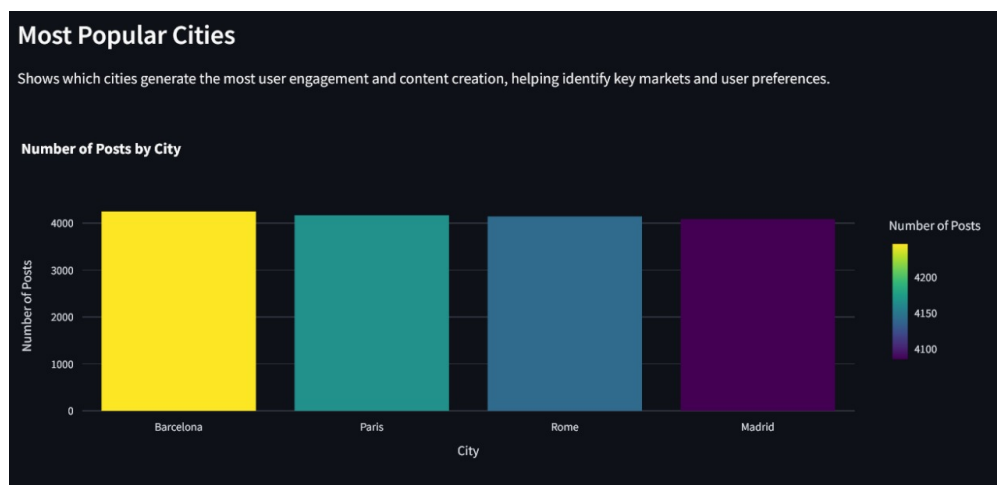 Most Popular Cities
Shows which cities generate the most user engagement and content creation, helping identify key markets and user preferences.
Number of Posts by City
Number of Posts
4000
3000
2000
1000
0
Barcelona
Paris
Rome
Madrid
City
Number of Posts
4200
4150
4100